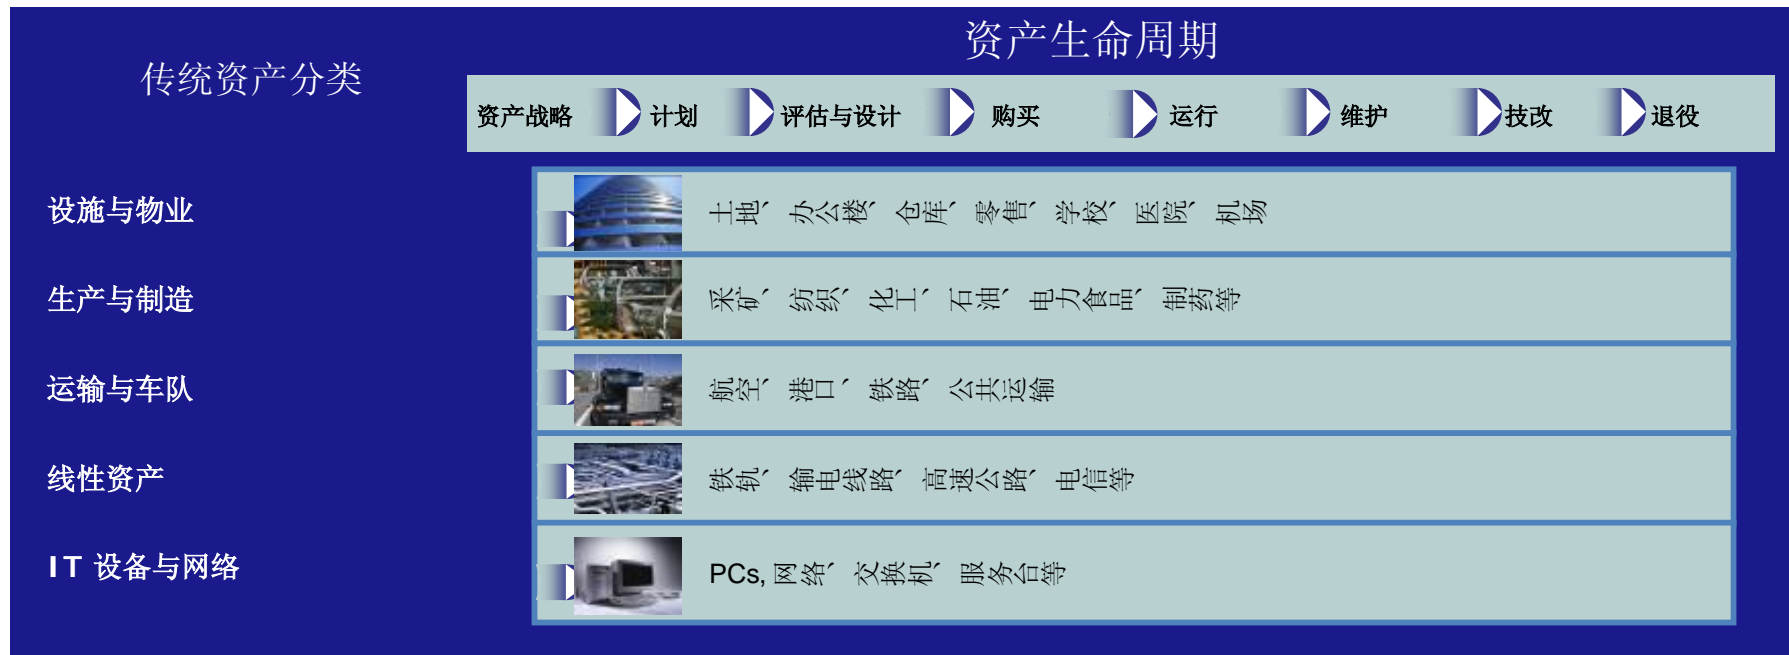 资产生命周期
传统资产分类
资产战略 计划 评估与设计 购买 运行 维护 技改 退役
设施与物业
土地、办公楼、仓库、零售、学校、医院、机场
生产与制造
采矿、纺织、化工、石油、电力食品、制药等
运输与车队
航空、港口、铁路、公共运输
线性资产
铁轨、输电线路、高速公路、电信等
IT 设备与网络
PCs, 网络、交换机、服务台等